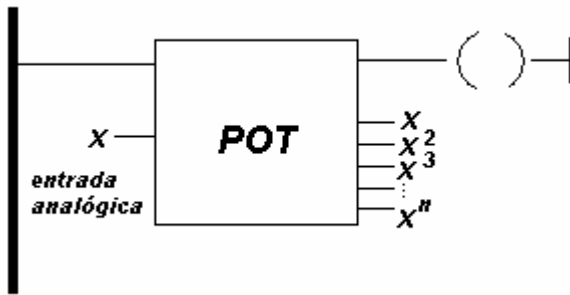 X
entrada
analógica
POT
X
X²
X³
⋮
Xⁿ